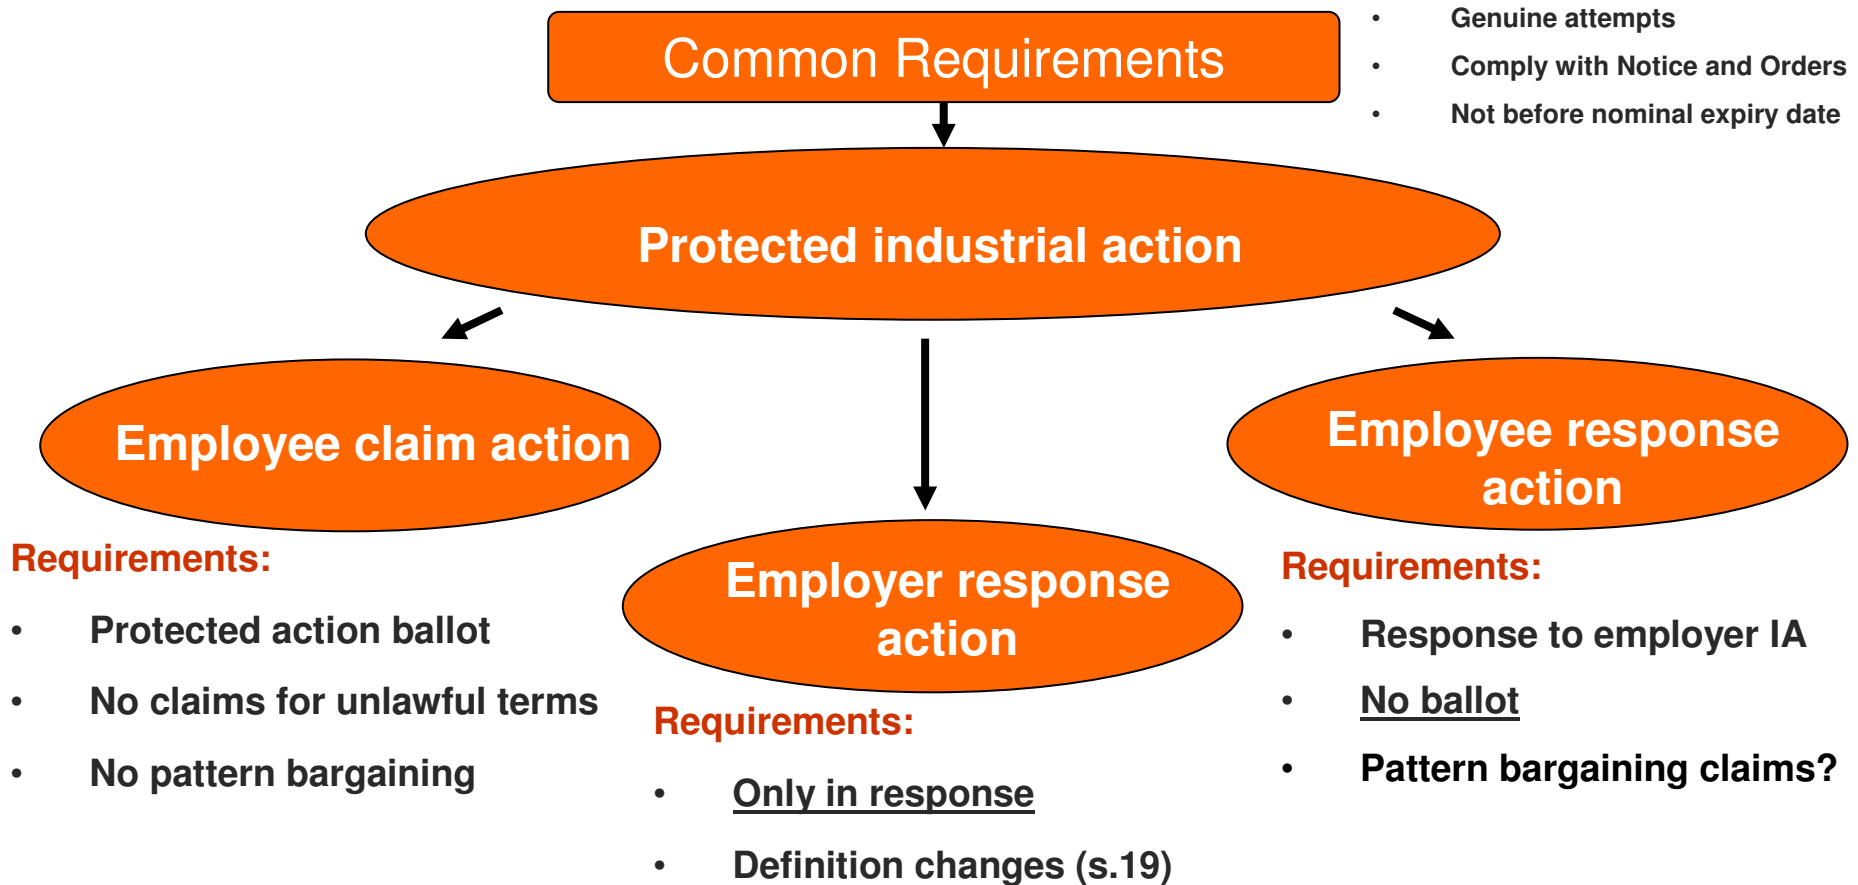 Common Requirements
• Genuine attempts
• Comply with Notice and Orders
• Not before nominal expiry date
Protected industrial action
Employee claim action
Requirements:
• Protected action ballot
• No claims for unlawful terms
• No pattern bargaining
Employer response
action
Requirements:
• Only in response
• Definition changes (s.19)
Employee response
action
Requirements:
• Response to employer IA
• No ballot
• Pattern bargaining claims?